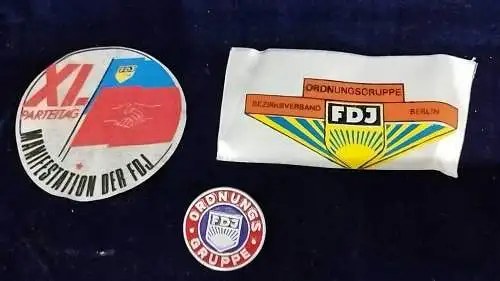 XI.
PARTEITAG
FDJ
MANIFESTATION DER FDJ
ORDNUNGSGRUPPE
BEZIRKSVERBAND
FDJ
BERLIN
ORDNUNGS
FDJ
GRUPPE